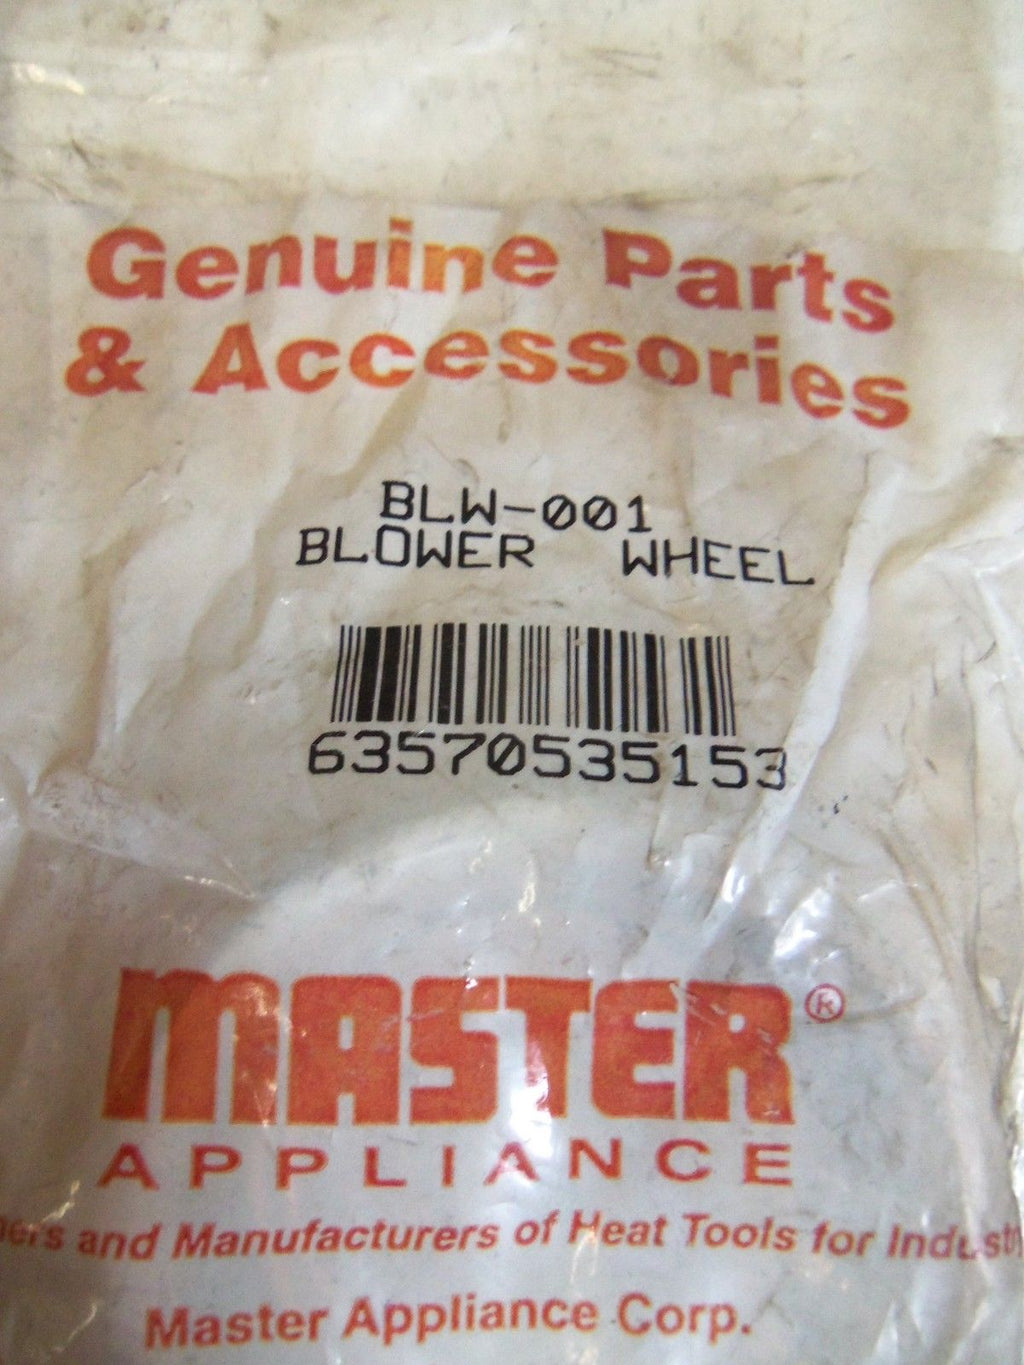 Genuine Parts
& Accessories
BLW-001
BLOWER WHEEL
63570535153
MASTER®
APPLIANCE
and Manufacturers of Heat Tools for
Master Appliance Corp.